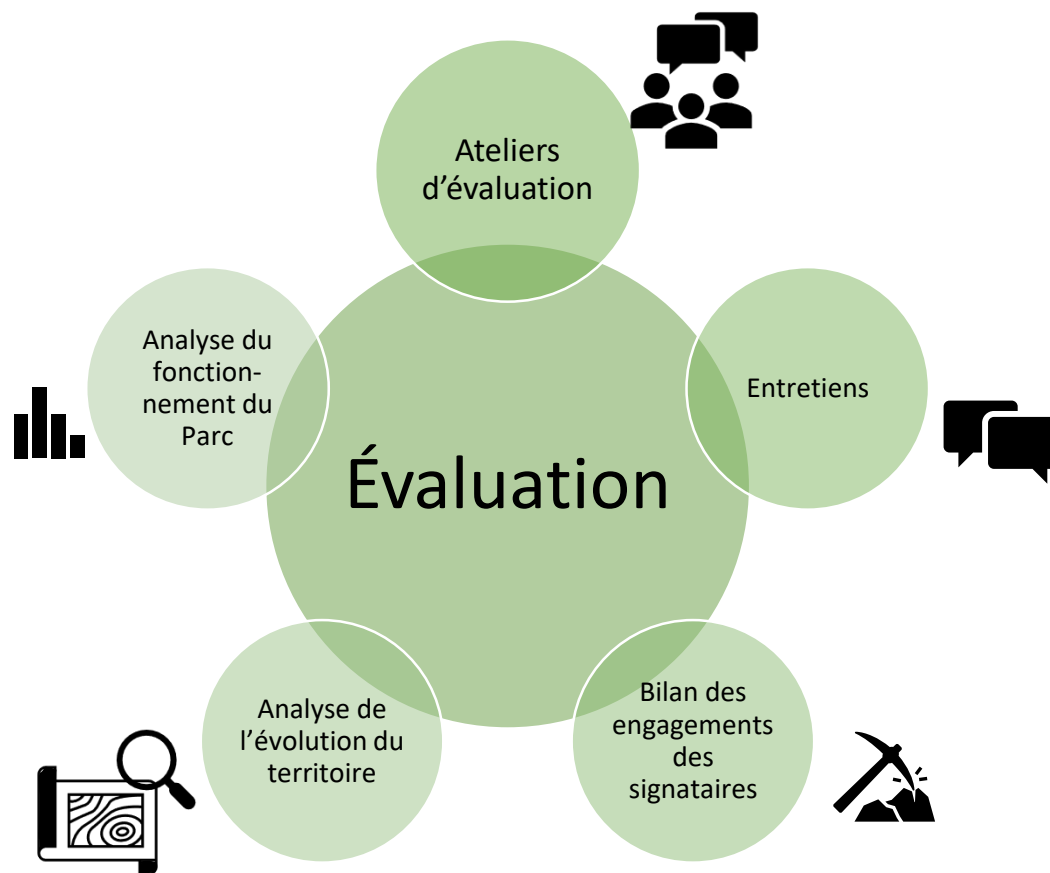 Ateliers
d’évaluation
Entretiens
Bilan des
engagements
des
signataires
Analyse de
l’évolution du
territoire
Analyse du
fonction-
nement du
Parc
Évaluation